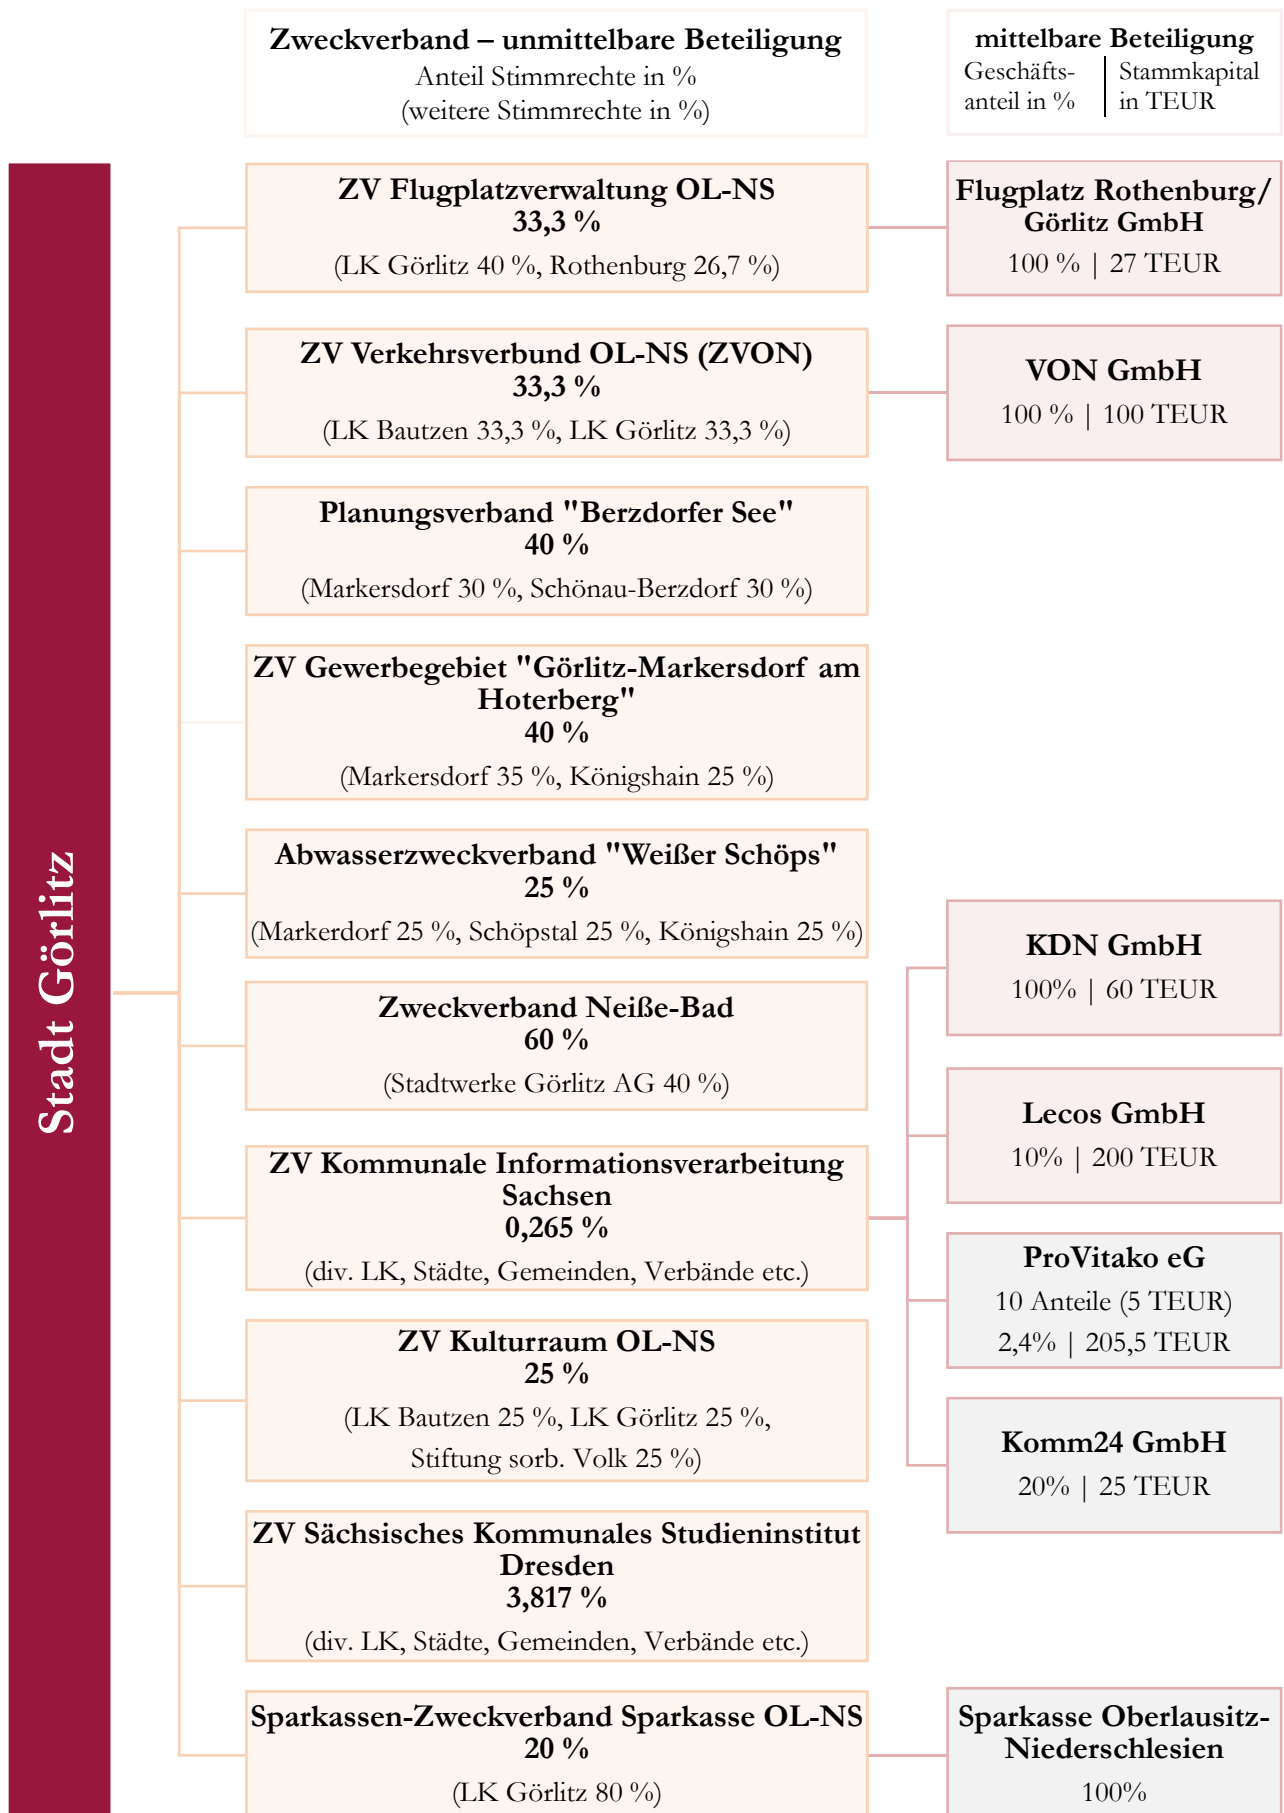 Zweckverband – unmittelbare Beteiligung
Anteil Stimmrechte in %
(weitere Stimmrechte in %)
mittelbare Beteiligung
Geschäfts-
anteil in %
Stammkapital
in TEUR
Stadt Görlitz
ZV Flugplatzverwaltung OL-NS
33,3 %
(LK Görlitz 40 %, Rothenburg 26,7 %)
Flugplatz Rothenburg/
Görlitz GmbH
100 % | 27 TEUR
ZV Verkehrsverbund OL-NS (ZVON)
33,3 %
(LK Bautzen 33,3 %, LK Görlitz 33,3 %)
VON GmbH
100 % | 100 TEUR
Planungsverband "Berzdorfer See"
40 %
(Markersdorf 30 %, Schönau-Berzdorf 30 %)
ZV Gewerbegebiet "Görlitz-Markersdorf am
Hoterberg"
40 %
(Markersdorf 35 %, Königshain 25 %)
Abwasserzweckverband "Weißer Schöps"
25 %
(Markerdorf 25 %, Schöpstal 25 %, Königshain 25 %)
Zweckverband Neiße-Bad
60 %
(Stadtwerke Görlitz AG 40 %)
ZV Kommunale Informationsverarbeitung
Sachsen
0,265 %
(div. LK, Städte, Gemeinden, Verbände etc.)
KDN GmbH
100% | 60 TEUR
Lecos GmbH
10% | 200 TEUR
ProVitako eG
10 Anteile (5 TEUR)
2,4% | 205,5 TEUR
Komm24 GmbH
20% | 25 TEUR
ZV Kulturraum OL-NS
25 %
(LK Bautzen 25 %, LK Görlitz 25 %,
Stiftung sorb. Volk 25 %)
ZV Sächsisches Kommunales Studieninstitut
Dresden
3,817 %
(div. LK, Städte, Gemeinden, Verbände etc.)
Sparkassen-Zweckverband Sparkasse OL-NS
20 %
(LK Görlitz 80 %)
Sparkasse Oberlausitz-
Niederschlesien
100%